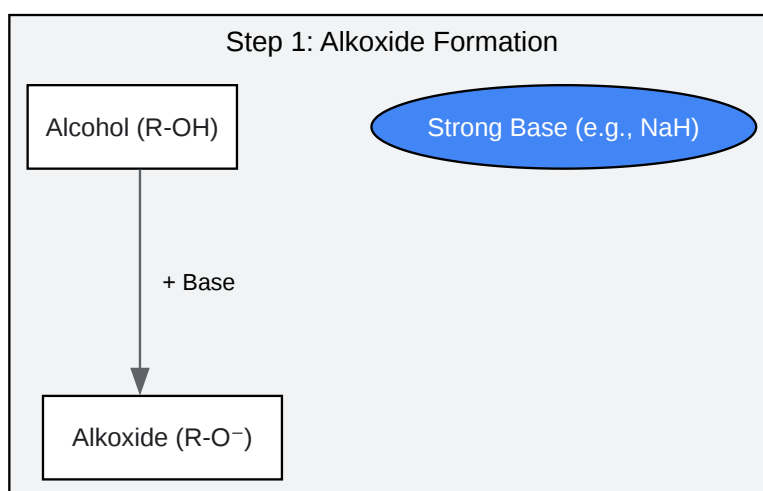 Step 1: Alkoxide Formation
Alcohol (R-OH)
Strong Base (e.g., NaH)
+ Base
Alkoxide (R-O⁻)